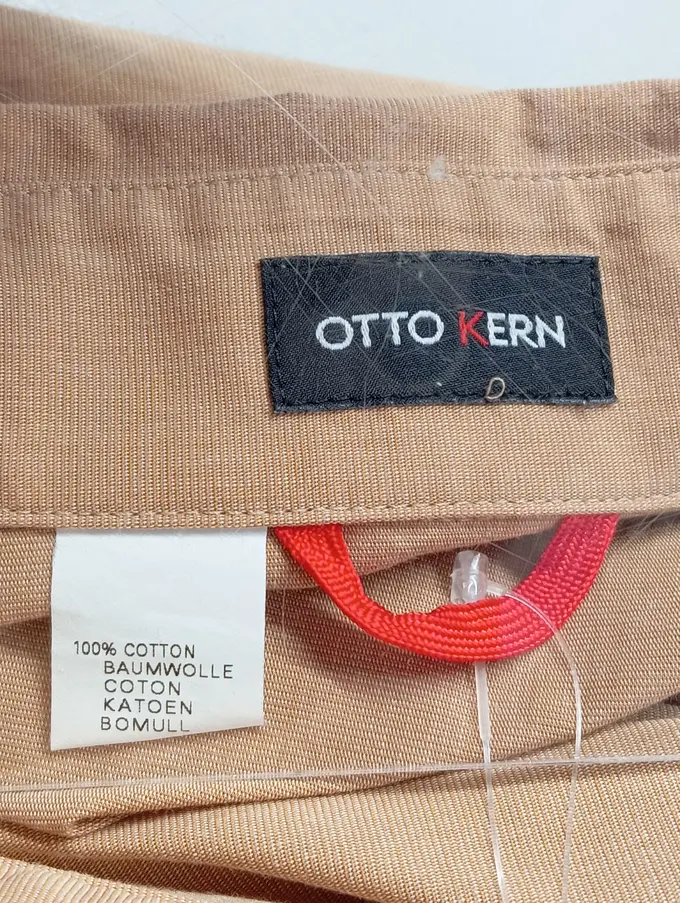 OTTO KERN
100% COTTON
BAUMWOLLE
COTON
KATOEN
BOMULL